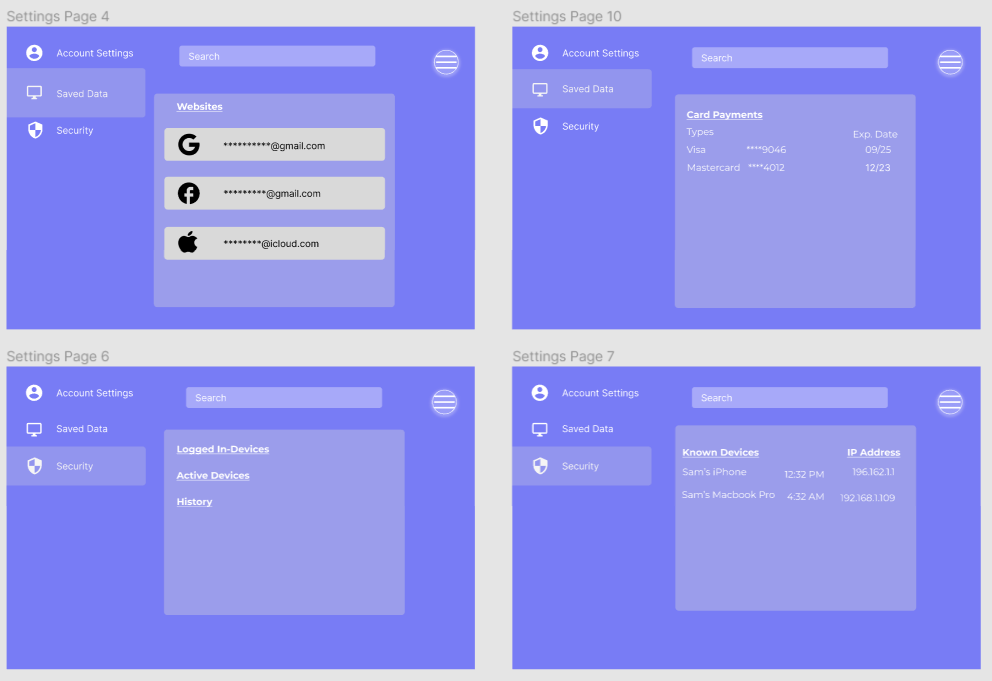 Settings Page 4
Account Settings
Search
Saved Data
Websites
Security
**********@gmail.com
*********@gmail.com
********@icloud.com
Settings Page 10
Account Settings
Search
Saved Data
Card Payments
Security
Types Exp. Date
Visa ****9046 09/25
Mastercard ****4012 12/23
Settings Page 6
Account Settings
Search
Saved Data
Logged In-Devices
Security
Active Devices
History
Settings Page 7
Account Settings
Search
Saved Data
Known Devices IP Address
Security
Sam's iPhone 12:32 PM 196.162.1.1
Sam's Macbook Pro 4:32 AM 192.168.1.109